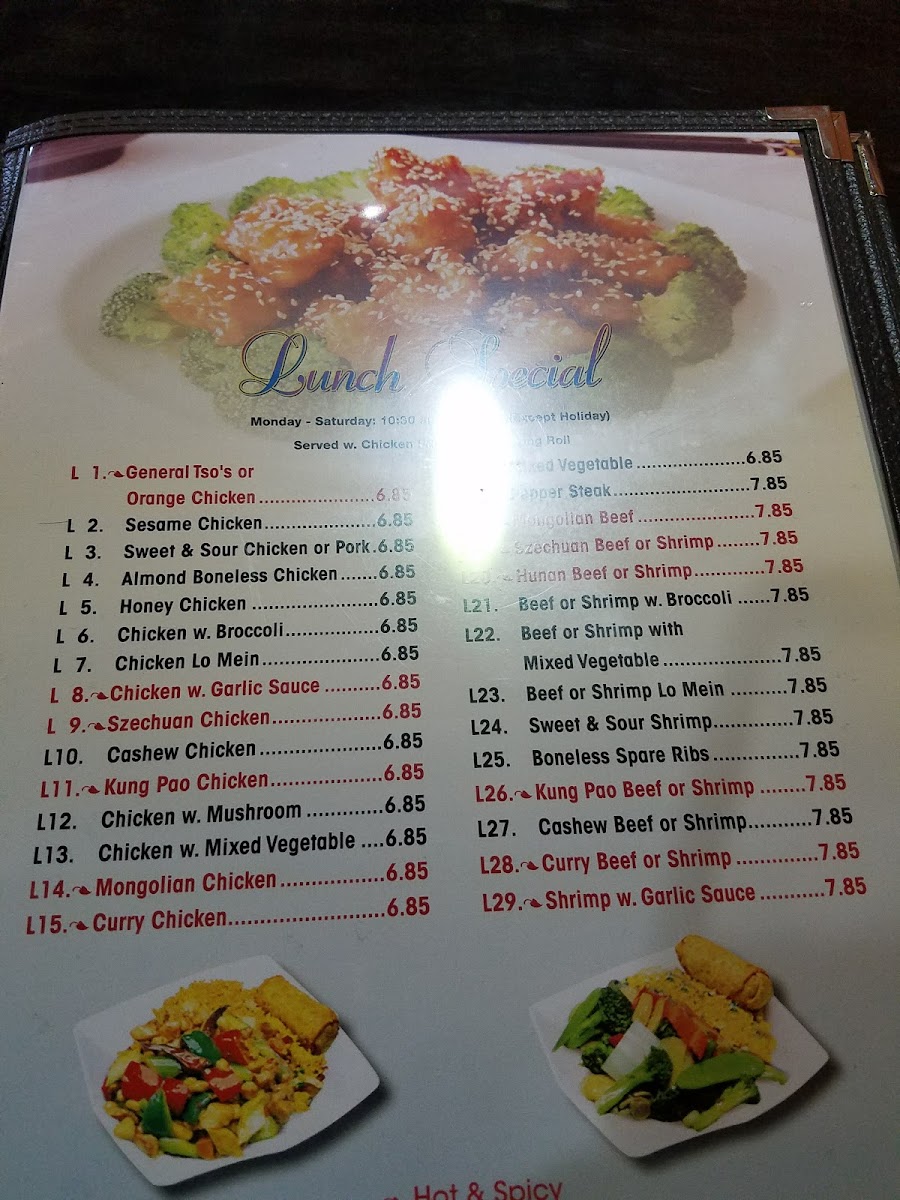 Lunch Special
Monday - Saturday: 10:30 (Except Holiday)
Served w. Chicken Roll
L 1. General Tso's or
Orange Chicken ....................6.85
L 2. Sesame Chicken.....................6.85
L 3. Sweet & Sour Chicken or Pork.6.85
L 4. Almond Boneless Chicken.......6.85
L 5. Honey Chicken .......................6.85
L 6. Chicken w. Broccoli.................6.85
L 7. Chicken Lo Mein.....................6.85
L 8. Chicken w. Garlic Sauce ..........6.85
L 9. Szechuan Chicken....................6.85
L10. Cashew Chicken ......................6.85
L11. Kung Pao Chicken....................6.85
L12. Chicken w. Mushroom ..............6.85
L13. Chicken w. Mixed Vegetable ....6.85
L14. Mongolian Chicken...................6.85
L15. Curry Chicken..........................6.85
Mixed Vegetable....................6.85
Pepper Steak.........................7.85
Mongolian Beef .....................7.85
Szechuan Beef or Shrimp.......7.85
L20. Hunan Beef or Shrimp............7.85
L21. Beef or Shrimp w. Broccoli ......7.85
L22. Beef or Shrimp with
Mixed Vegetable .....................7.85
L23. Beef or Shrimp Lo Mein ..........7.85
L24. Sweet & Sour Shrimp..............7.85
L25. Boneless Spare Ribs................7.85
L26. Kung Pao Beef or Shrimp ........7.85
L27. Cashew Beef or Shrimp...........7.85
L28. Curry Beef or Shrimp ..............7.85
L29. Shrimp w. Garlic Sauce ...........7.85
Hot & Spicy